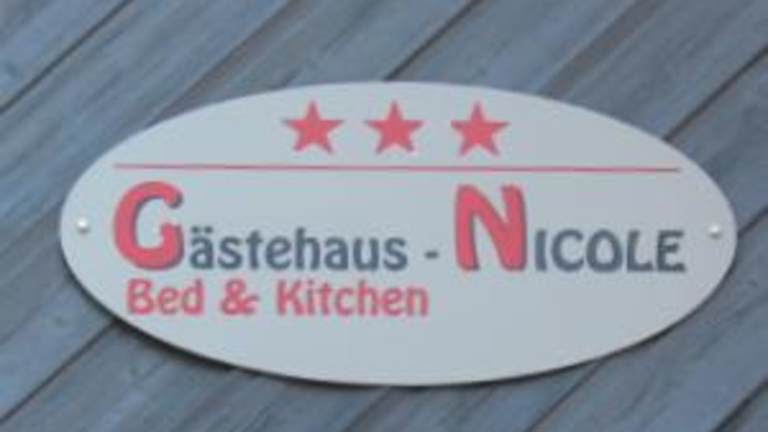 Gästehaus - NICOLE
Bed & Kitchen